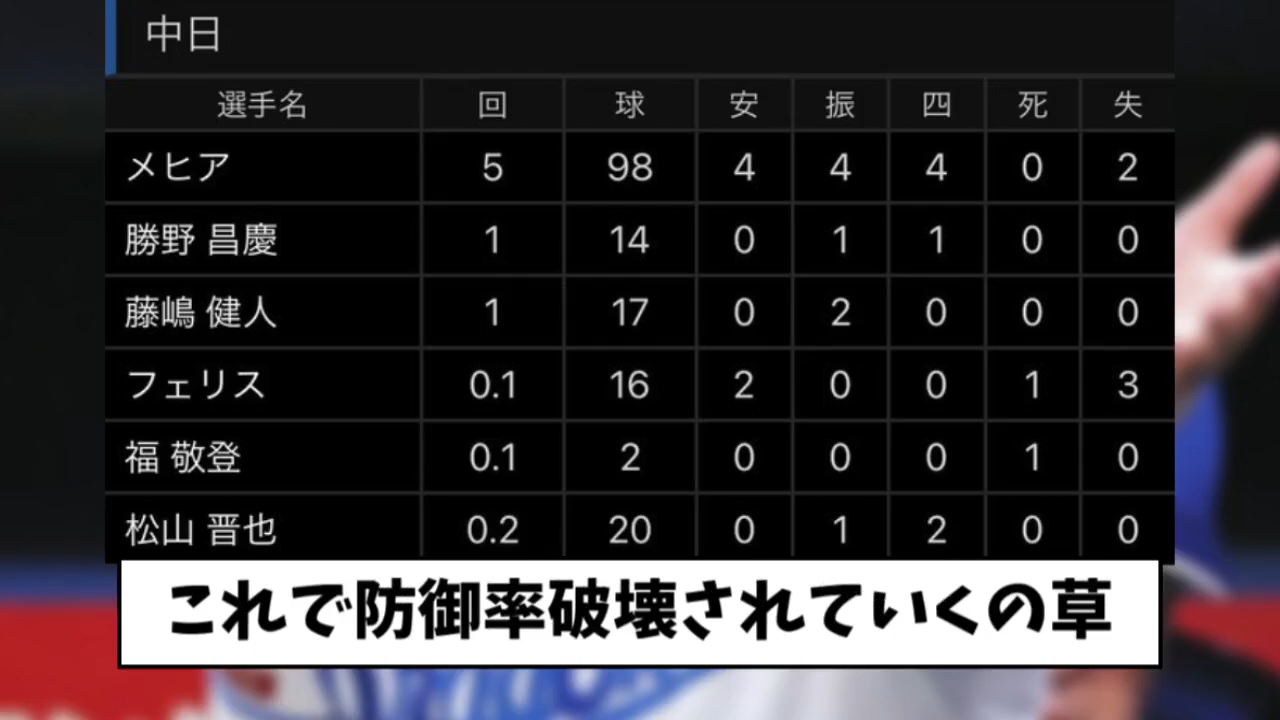 中日
選手名 回 球 安 振 四 死 失
メヒア 5 98 4 4 4 0 2
勝野 昌慶 1 14 0 1 1 0 0
藤嶋 健人 1 17 0 2 0 0 0
フェリス 0.1 16 2 0 0 1 3
福 敬登 0.1 2 0 0 0 1 0
松山 晋也 0.2 20 0 1 2 0 0
これで防御率破壊されていくの草